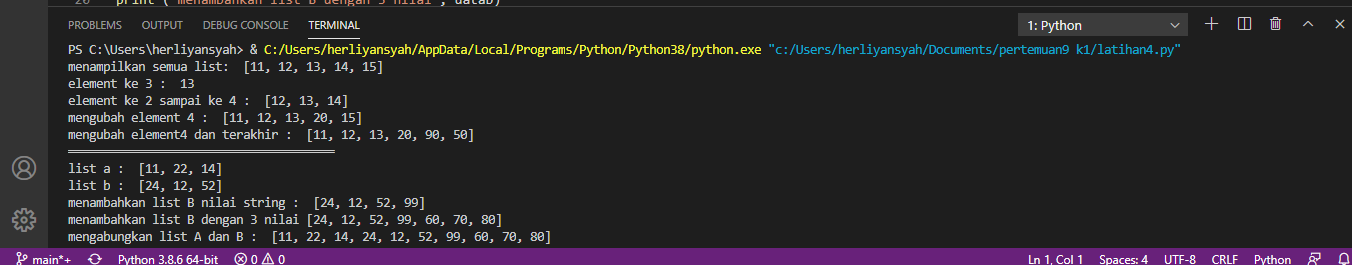 20 print ("menambahkan list B dengan 3 nilai", datab)
PROBLEMS OUTPUT DEBUG CONSOLE TERMINAL 1: Python
PS C:\Users\herliyansyah> & C:/Users/herliyansyah/AppData/Local/Programs/Python/Python38/python.exe "c:/Users/herliyansyah/Documents/pertemuan9 k1/latihan4.py"
menampilkan semua list:  [11, 12, 13, 14, 15]
element ke 3 :  13
element ke 2 sampai ke 4 :  [12, 13, 14]
mengubah element 4 :  [11, 12, 13, 20, 15]
mengubah element4 dan terakhir :  [11, 12, 13, 20, 90, 50]
══════════════════════════════════════
list a :  [11, 22, 14]
list b :  [24, 12, 52]
menambahkan list B nilai string :  [24, 12, 52, 99]
menambahkan list B dengan 3 nilai [24, 12, 52, 99, 60, 70, 80]
mengabungkan list A dan B :  [11, 22, 14, 24, 12, 52, 99, 60, 70, 80]
main*+ Python 3.8.6 64-bit 0 0 Ln 1, Col 1 Spaces: 4 UTF-8 CRLF Python